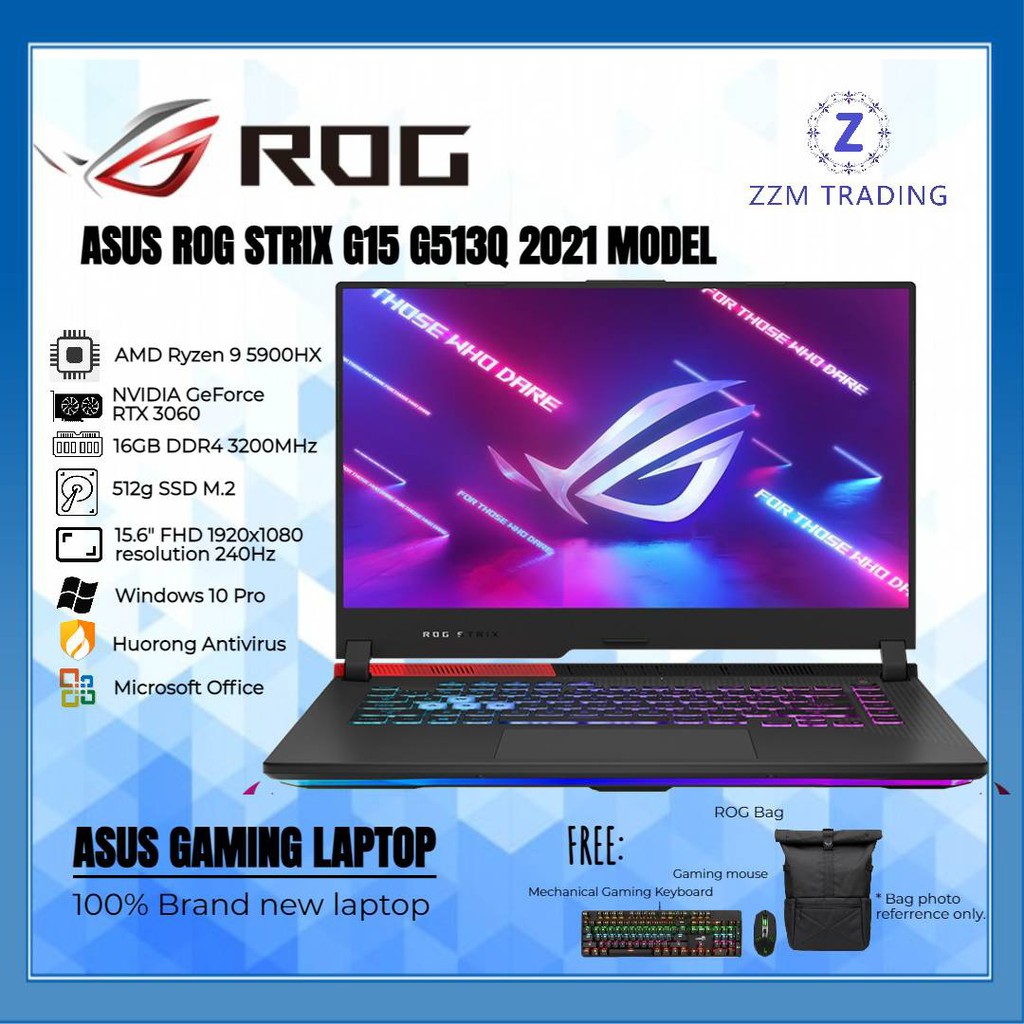 ROG
Z
ZZM TRADING
ASUS ROG STRIX G15 G513Q 2021 MODEL
AMD Ryzen 9 5900HX
NVIDIA GeForce
RTX 3060
16GB DDR4 3200MHz
512g SSD M.2
15.6" FHD 1920x1080
resolution 240Hz
Windows 10 Pro
Huorong Antivirus
Microsoft Office
THOSE WHO DARE
FOR THOSE WHO DARE
FOR THOSE WHO DARE
FOR THOSE WHO DA
ROG STRIX
ASUS GAMING LAPTOP
100% Brand new laptop
FREE:
ROG Bag
Gaming mouse
Mechanical Gaming Keyboard
* Bag photo
referrence only.